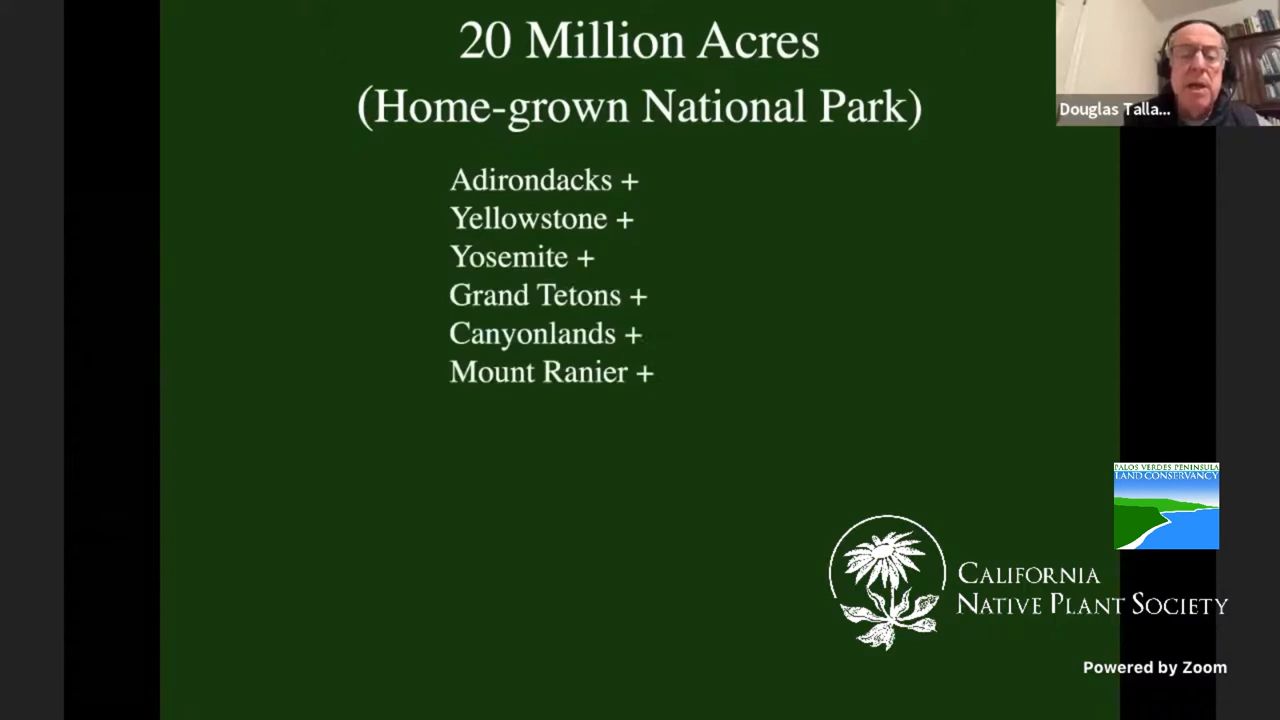 20 Million Acres
(Home-grown National Park)
Adirondacks +
Yellowstone +
Yosemite +
Grand Tetons +
Canyonlands +
Mount Ranier +
Douglas Talla...
PALOS VERDES PENINSULA
LAND CONSERVANCY
CALIFORNIA
NATIVE PLANT SOCIETY
Powered by Zoom